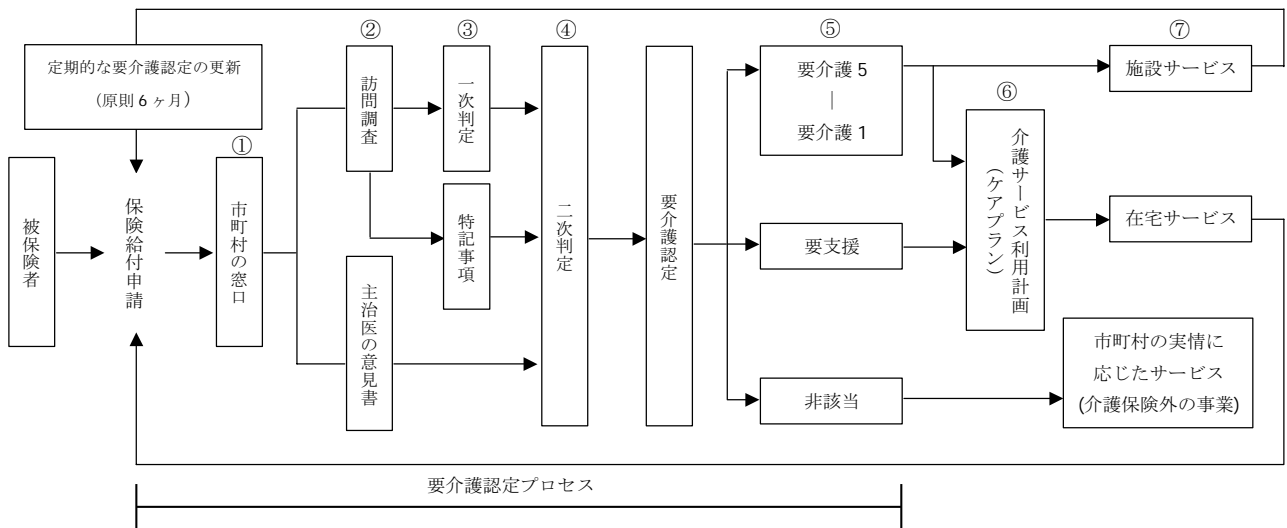 定期的な要介護認定の更新
(原則6ヶ月)
被保険者
保険給付申請
①
市町村の窓口
②
訪問調査
主治医の意見書
③
一次判定
特記事項
④
二次判定
要介護認定
⑤
要介護5
|
要介護1
要支援
非該当
⑥
介護サービス利用計画
(ケアプラン)
⑦
施設サービス
在宅サービス
市町村の実情に
応じたサービス
(介護保険外の事業)
要介護認定プロセス